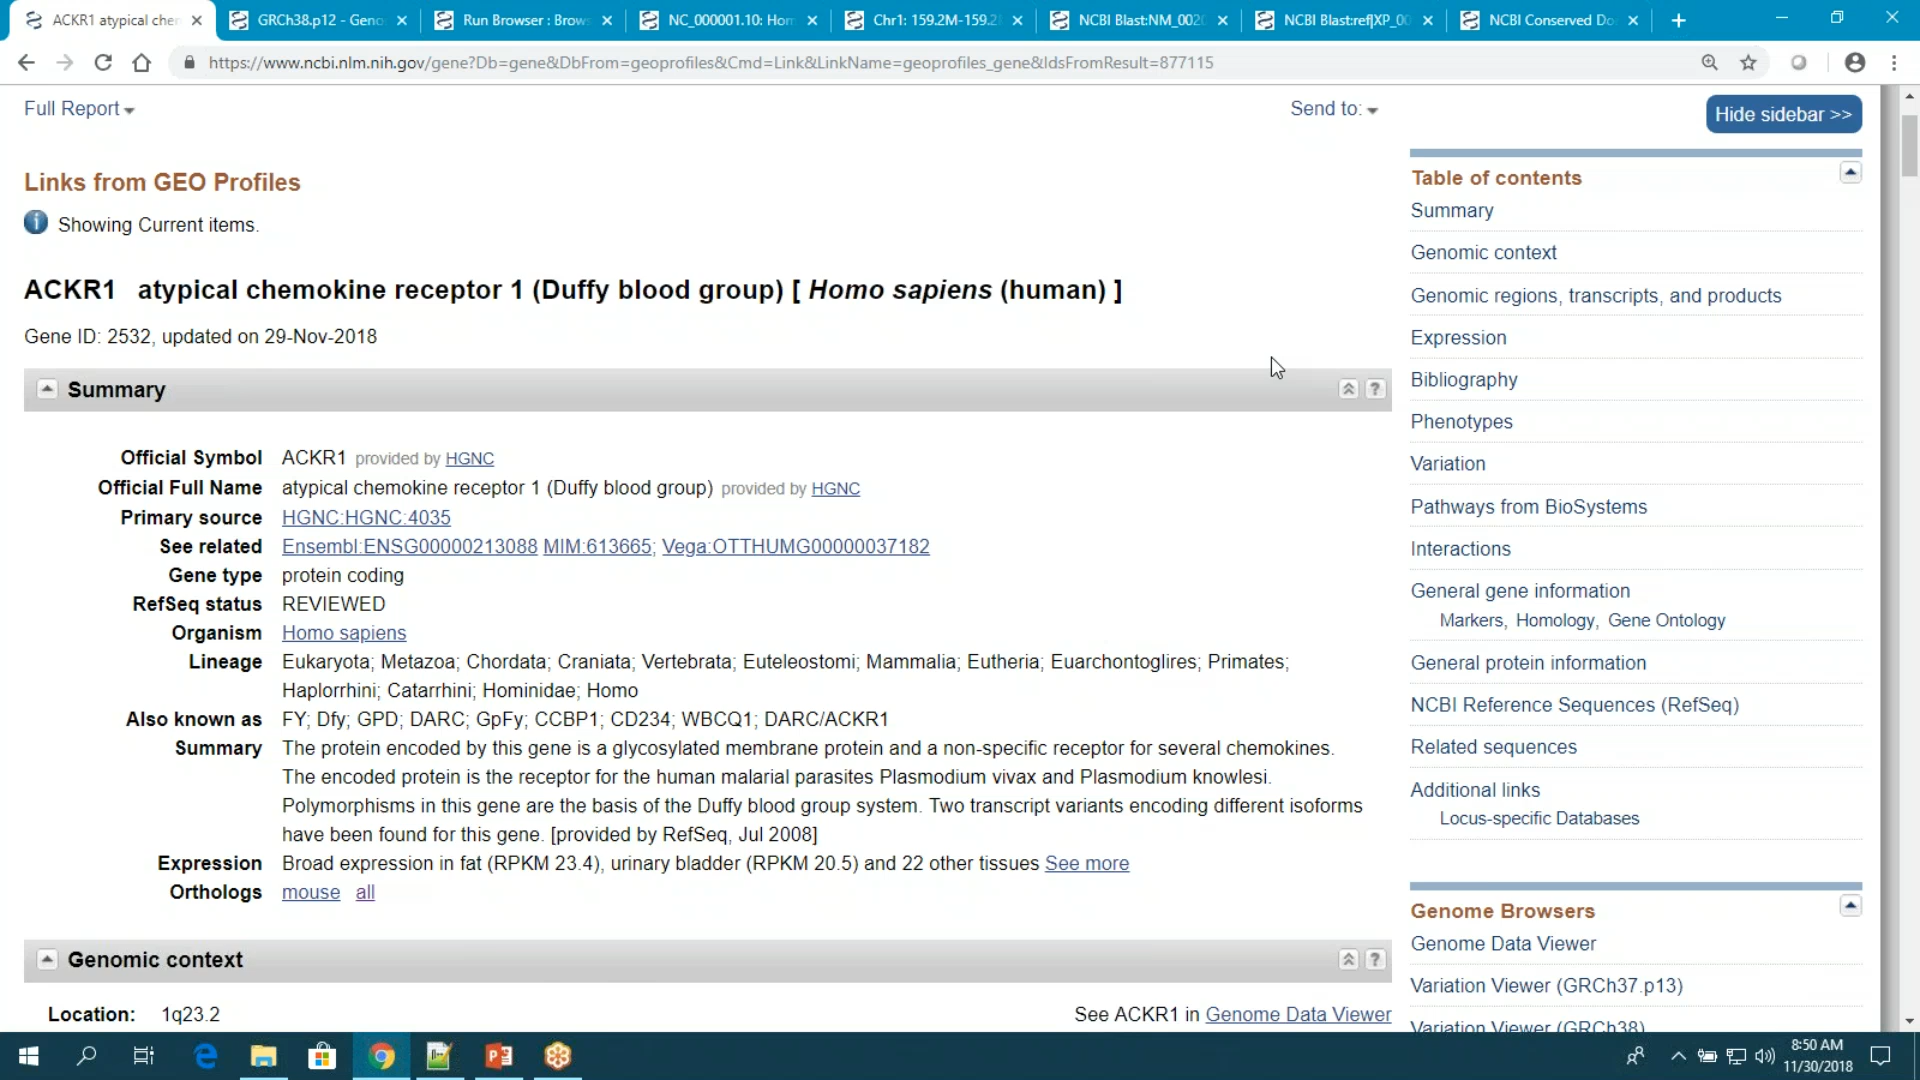 ACKR1 atypical che
GRCh38.p12 - Geno
Run Browser : Brow
NC_000001.10: Hom
Chr1: 159.2M-159.2
NCBI Blast:NM_002
NCBI Blast:ref|XP_00
NCBI Conserved Do
https://www.ncbi.nlm.nih.gov/gene?Db=gene&DbFrom=geoprofiles&Cmd=Link&LinkName=geoprofiles_gene&IdsFromResult=877115
Full Report
Send to:
Hide sidebar >>
Links from GEO Profiles
Showing Current items.
ACKR1 atypical chemokine receptor 1 (Duffy blood group) [ Homo sapiens (human) ]
Gene ID: 2532, updated on 29-Nov-2018
Summary
?
Official Symbol ACKR1 provided by HGNC
Official Full Name atypical chemokine receptor 1 (Duffy blood group) provided by HGNC
Primary source HGNC:HGNC:4035
See related Ensembl:ENSG00000213088 MIM:613665; Vega:OTTHUMG00000037182
Gene type protein coding
RefSeq status REVIEWED
Organism Homo sapiens
Lineage Eukaryota; Metazoa; Chordata; Craniata; Vertebrata; Euteleostomi; Mammalia; Eutheria; Euarchontoglires; Primates;
Haplorrhini; Catarrhini; Hominidae; Homo
Also known as FY; Dfy; GPD; DARC; GpFy; CCBP1; CD234; WBCQ1; DARC/ACKR1
Summary The protein encoded by this gene is a glycosylated membrane protein and a non-specific receptor for several chemokines.
The encoded protein is the receptor for the human malarial parasites Plasmodium vivax and Plasmodium knowlesi.
Polymorphisms in this gene are the basis of the Duffy blood group system. Two transcript variants encoding different isoforms
have been found for this gene. [provided by RefSeq, Jul 2008]
Expression Broad expression in fat (RPKM 23.4), urinary bladder (RPKM 20.5) and 22 other tissues See more
Orthologs mouse all
Genomic context
?
Location: 1q23.2
See ACKR1 in Genome Data Viewer
Table of contents
Summary
Genomic context
Genomic regions, transcripts, and products
Expression
Bibliography
Phenotypes
Variation
Pathways from BioSystems
Interactions
General gene information
Markers, Homology, Gene Ontology
General protein information
NCBI Reference Sequences (RefSeq)
Related sequences
Additional links
Locus-specific Databases
Genome Browsers
Genome Data Viewer
Variation Viewer (GRCh37.p13)
Variation Viewer (GRCh38)
8:50 AM
11/30/2018